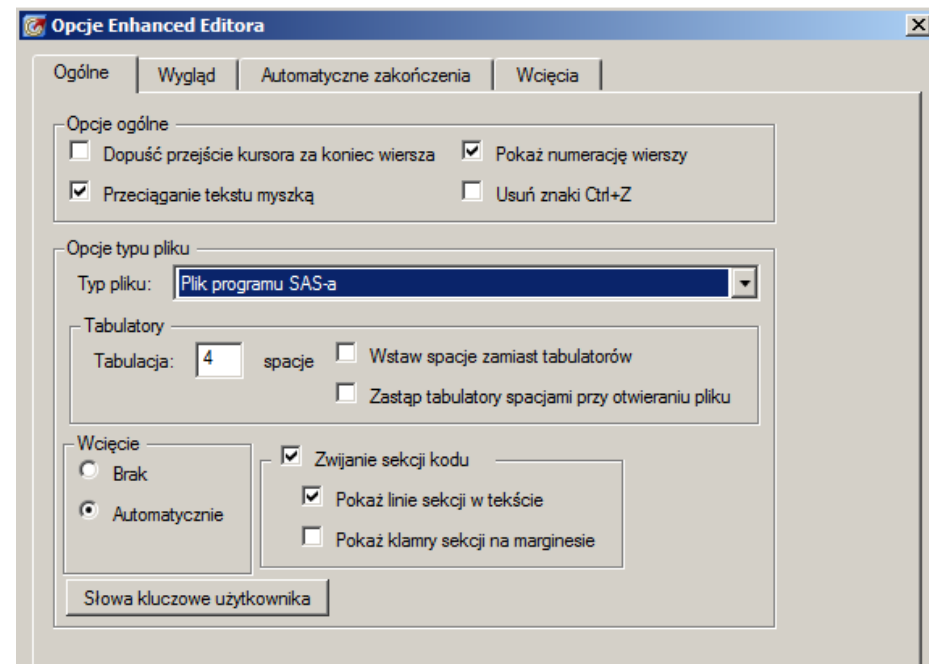 Opcje Enhanced Editora
Ogólne Wygląd Automatyczne zakończenia Wcięcia
Opcje ogólne
Dopuść przejście kursora za koniec wiersza Pokaż numerację wierszy
Przeciąganie tekstu myszką Usuń znaki Ctrl+Z
Opcje typu pliku
Typ pliku: Plik programu SAS-a
Tabulatory
Tabulacja: 4 spacje Wstaw spacje zamiast tabulatorów
Zastąp tabulatory spacjami przy otwieraniu pliku
Wcięcie
Brak
Automatycznie
Zwijanie sekcji kodu
Pokaż linie sekcji w tekście
Pokaż klamry sekcji na marginesie
Słowa kluczowe użytkownika